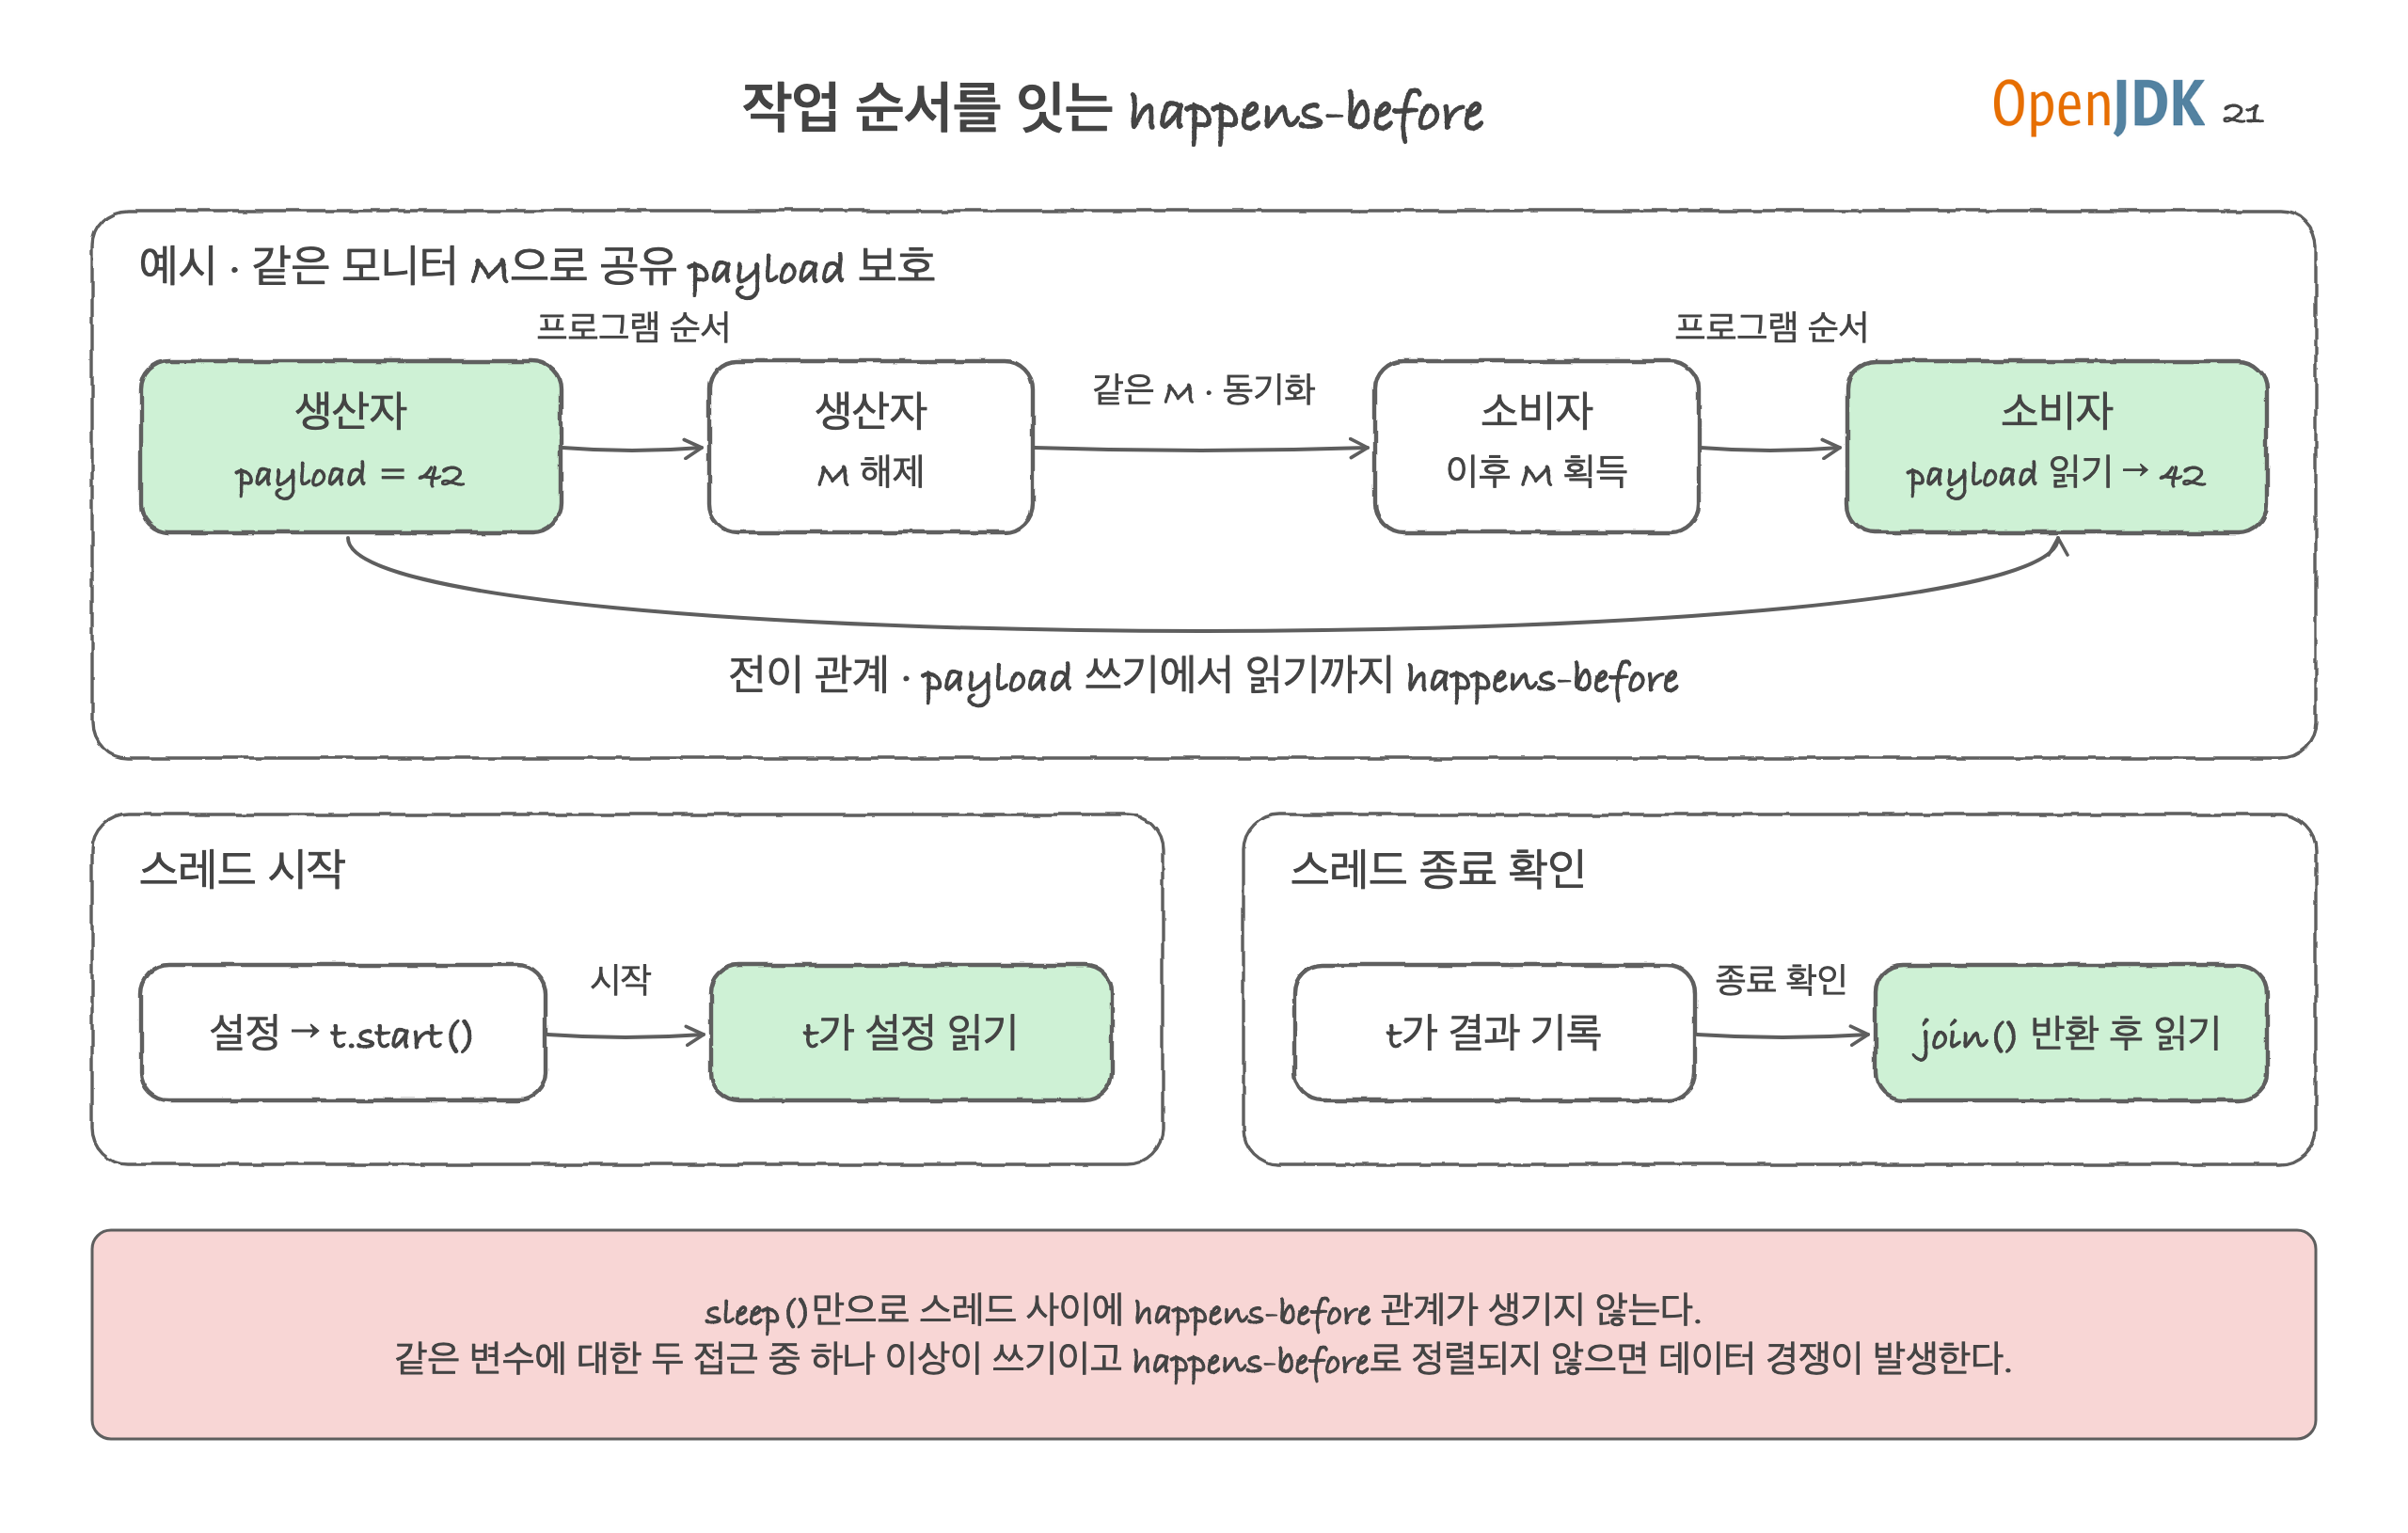 작업 순서를 잇는 happens-before
OpenJDK 21
예시 · 같은 모니터 M으로 공유 payload 보호
프로그램 순서
프로그램 순서
생산자
payload = 42
생산자
M 해제
같은 M · 동기화
소비자
이후 M 획득
소비자
payload 읽기 → 42
전이 관계 · payload 쓰기에서 읽기까지 happens-before
스레드 시작
설정 → t.start()
시작
t가 설정 읽기
스레드 종료 확인
t가 결과 기록
종료 확인
join() 반환 후 읽기
sleep()만으로 스레드 사이에 happens-before 관계가 생기지 않는다.
같은 변수에 대한 두 접근 중 하나 이상이 쓰기이고 happens-before로 정렬되지 않으면 데이터 경쟁이 발생한다.